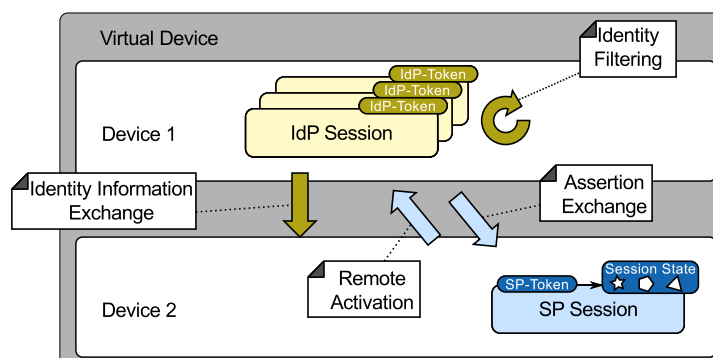 Virtual Device
Identity
Filtering
IdP-Token
IdP-Token
IdP-Token
IdP Session
Device 1
Identity Information
Exchange
Assertion
Exchange
Remote
Activation
Session State
SP-Token
SP Session
Device 2